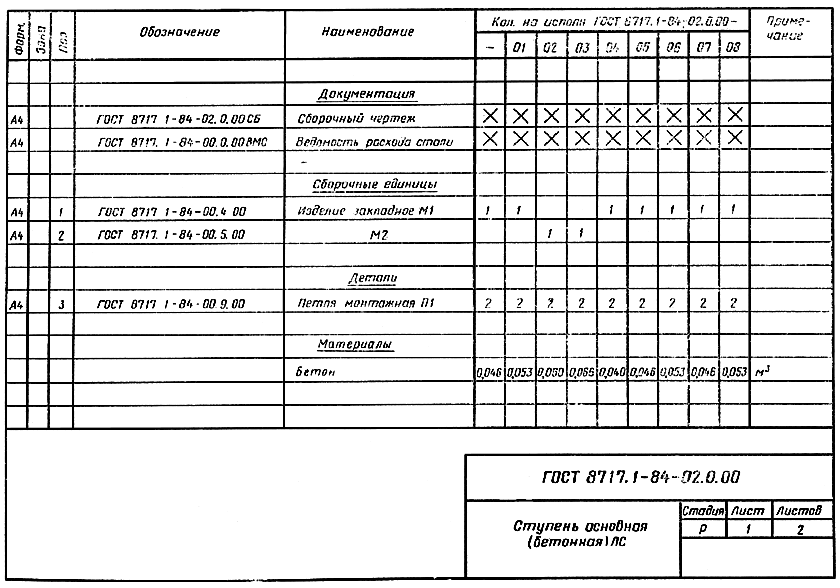 Форм. Зона Поз Обозначение Наименование Кол. на исполн ГОСТ 8717.1-84-02.0.00- Приме-чание
– 01 02 03 04 05 06 07 08
Документация
А4 ГОСТ 8717 1-84-02.0.00СБ Сборочный чертеж X X X X X X X X X
А4 ГОСТ 8717. 1-84-00.0.00ВМС Ведомость расхода стали X X X X X X X X X
Сборочные единицы
А4 1 ГОСТ 8717 1-84-00.4 00 Изделие закладное М1 1 1 1 1 1 1 1
А4 2 ГОСТ 8717. 1-84-00.5.00 М2 1 1
Детали
А4 3 ГОСТ 8717 1-84-00 9.00 Петля монтажная П1 2 2 2 2 2 2 2 2 2
Материалы
Бетон 0,046 0,053 0,046 0,053 0,046 0,053 м³
ГОСТ 8717.1-84-02.0.00
Ступень основная
(бетонная) ЛС
Стадия Лист Листов
Р 1 2